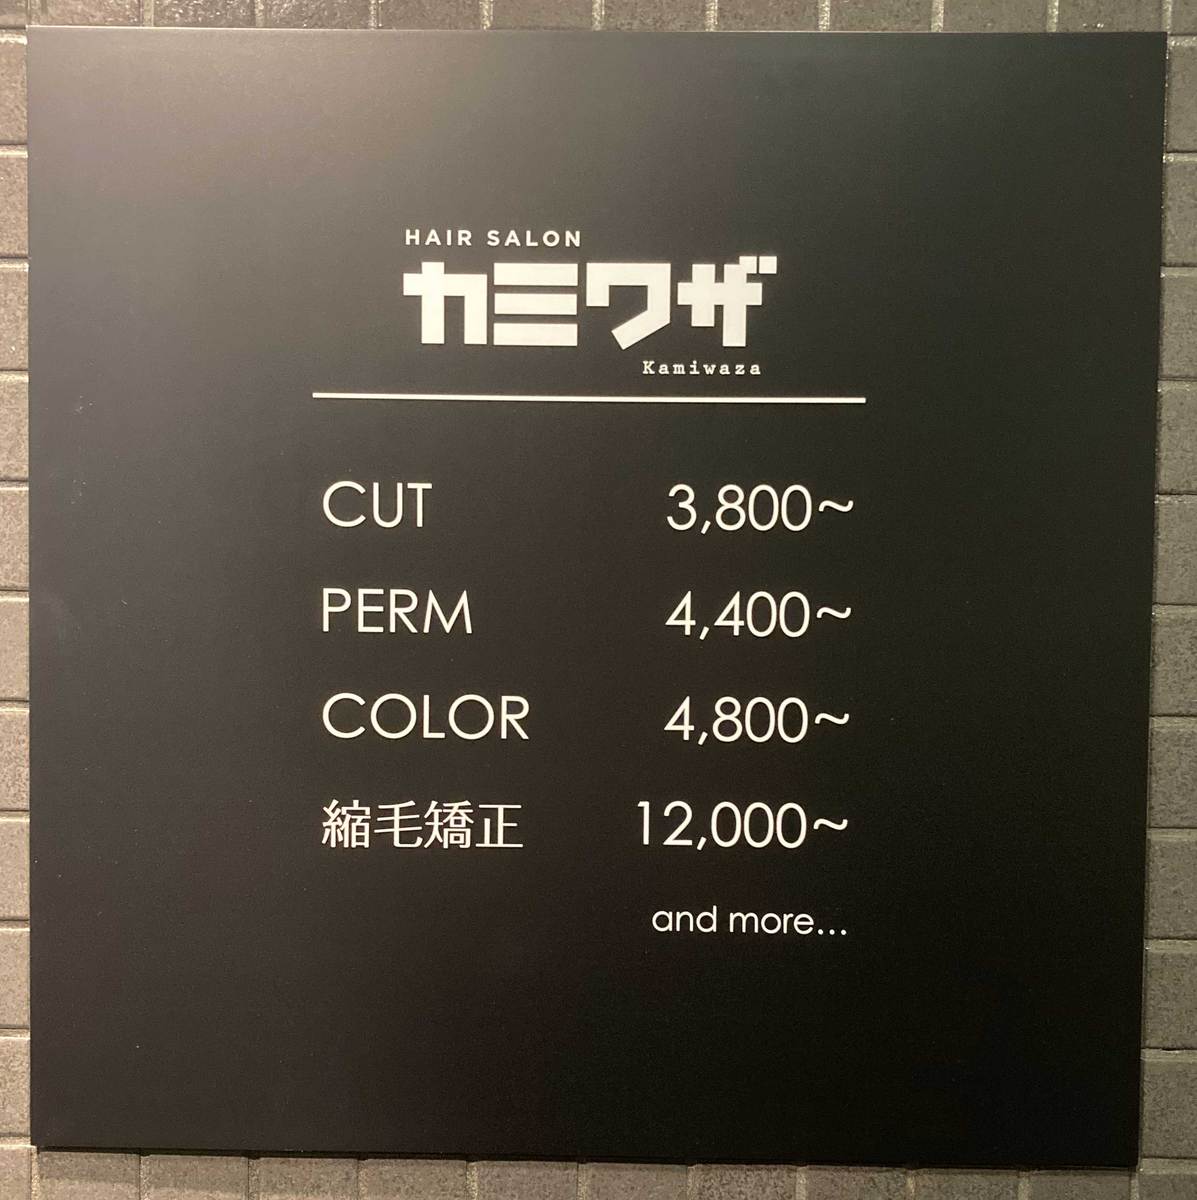 HAIR SALON
カミワザ
Kamiwaza
CUT 3,800~
PERM 4,400~
COLOR 4,800~
縮毛矯正 12,000~
and more...